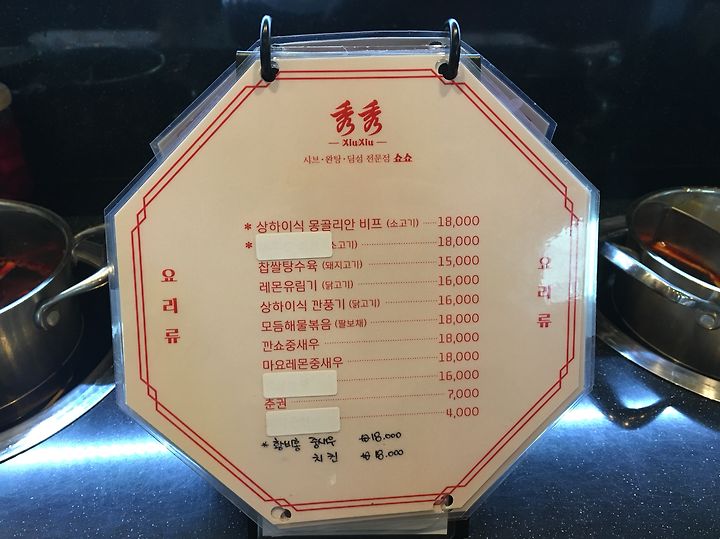 秀秀
XiuXiu
샤브·완탕·딤섬 전문점 쇼쇼
요리류
요리류
* 상하이식 몽골리안 비프 (소고기) 18,000
* 소고기) 18,000
찹쌀탕수육 (돼지고기) 15,000
레몬유림기 (닭고기) 16,000
상하이식 깐풍기 (닭고기) 16,000
모듬해물볶음 (팔보채) 18,000
깐쇼중새우 18,000
마요레몬중새우 18,000
16,000
춘권 7,000
4,000
* 활비홍 중새우 ₩18.000
치킨 ₩18.000